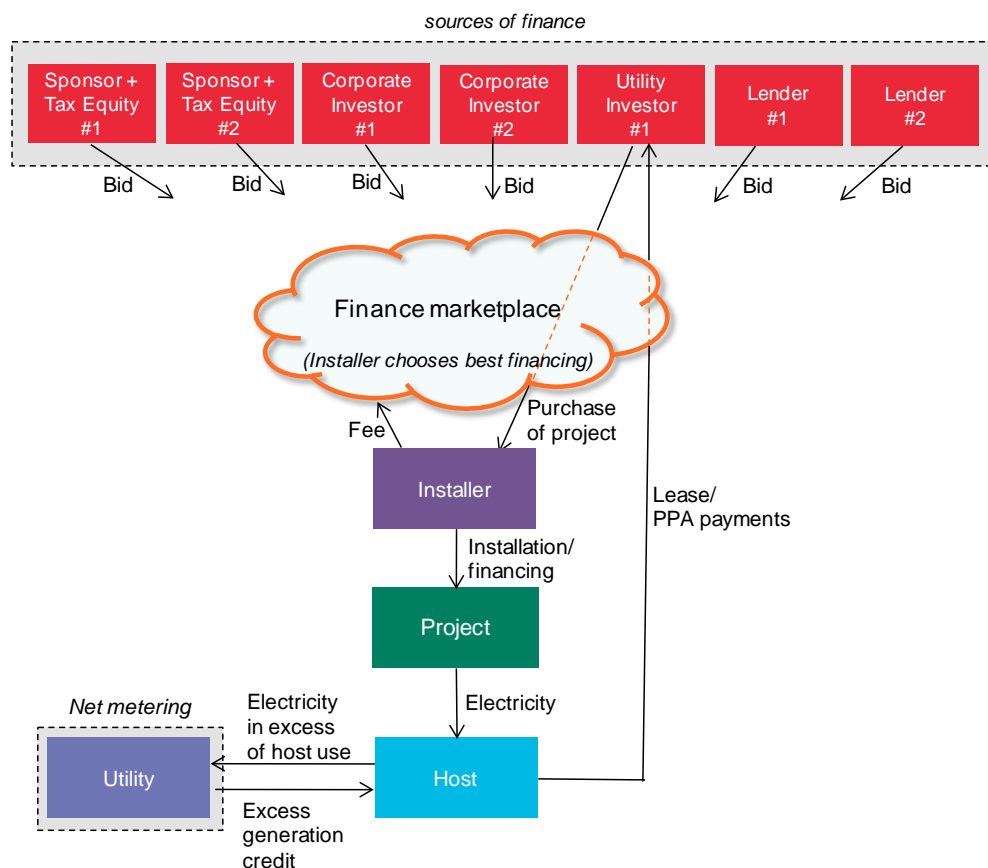 sources of finance
Sponsor +
Tax Equity
#1
Sponsor +
Tax Equity
#2
Corporate
Investor
#1
Corporate
Investor
#2
Utility
Investor
#1
Lender
#1
Lender
#2
Bid
Bid
Bid
Bid
Bid
Bid
Finance marketplace
(Installer chooses best financing)
Fee
Purchase
of project
Installer
Lease/
PPA payments
Installation/
financing
Project
Electricity
Net metering
Electricity
in excess
of host use
Utility
Host
Excess
generation
credit